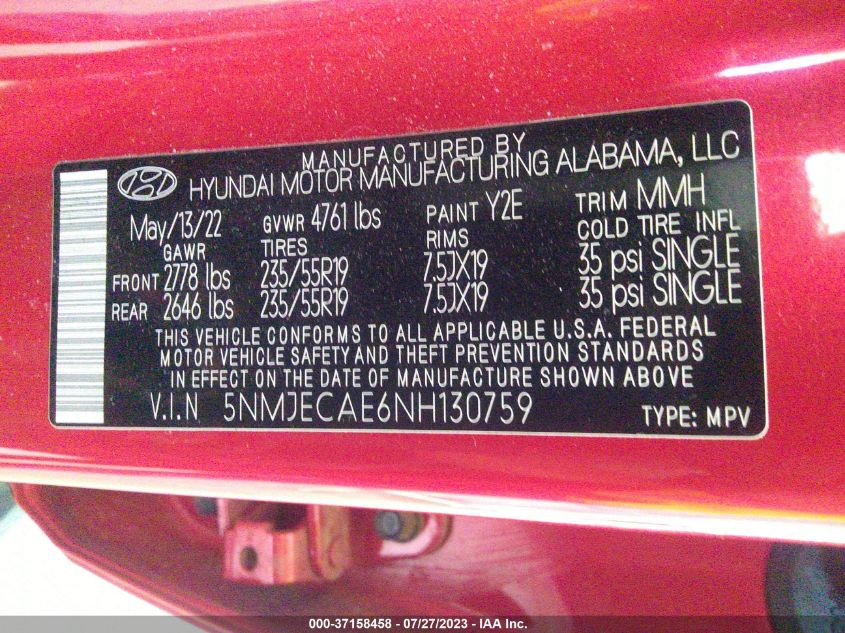 MANUFACTURED BY
HYUNDAI MOTOR MANUFACTURING ALABAMA, LLC
May/13/22 GVWR 4761 lbs PAINT Y2E TRIM MMH
GAWR TIRES RIMS COLD TIRE INFL
FRONT 2778 lbs 235/55R19 7.5JX19 35 psi SINGLE
REAR 2646 lbs 235/55R19 7.5JX19 35 psi SINGLE
THIS VEHICLE CONFORMS TO ALL APPLICABLE U.S.A. FEDERAL
MOTOR VEHICLE SAFETY AND THEFT PREVENTION STANDARDS
IN EFFECT ON THE DATE OF MANUFACTURE SHOWN ABOVE.
V.I.N 5NMJECAE6NH130759 TYPE: MPV
000-37158458 - 07/27/2023 - IAA Inc.